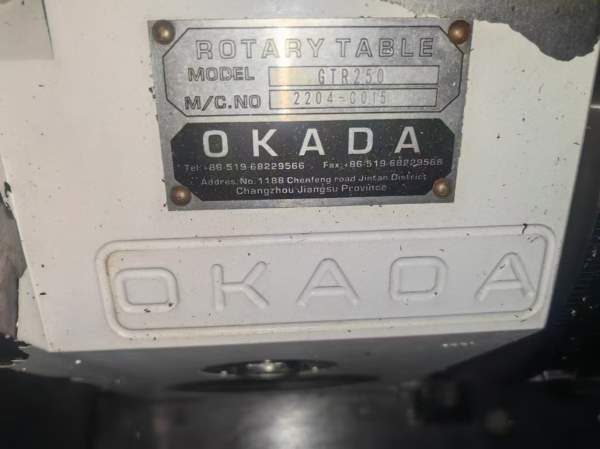 ROTARY TABLE
MODEL GTR250
M/C.NO 2204-0015
OKADA
Tel:+86-519-68229566 Fax:+86-519-68229568
Addres:No.1188 Chenfeng road Jintan District
Changzhou Jiangsu Province
OKADA